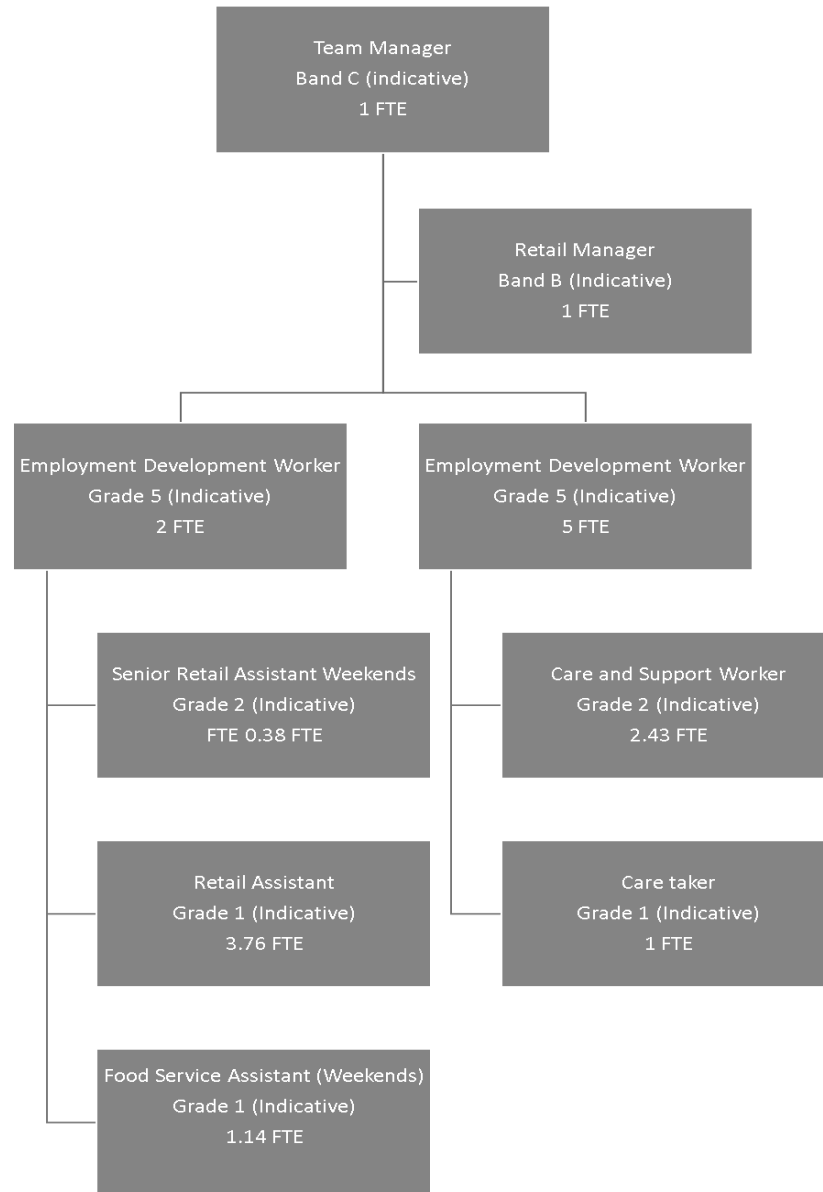 Team Manager
Band C (indicative)
1 FTE
Retail Manager
Band B (Indicative)
1 FTE
Employment Development Worker
Grade 5 (Indicative)
2 FTE
Employment Development Worker
Grade 5 (Indicative)
5 FTE
Senior Retail Assistant Weekends
Grade 2 (Indicative)
FTE 0.38 FTE
Care and Support Worker
Grade 2 (Indicative)
2.43 FTE
Retail Assistant
Grade 1 (Indicative)
3.76 FTE
Care taker
Grade 1 (Indicative)
1 FTE
Food Service Assistant (Weekends)
Grade 1 (Indicative)
1.14 FTE